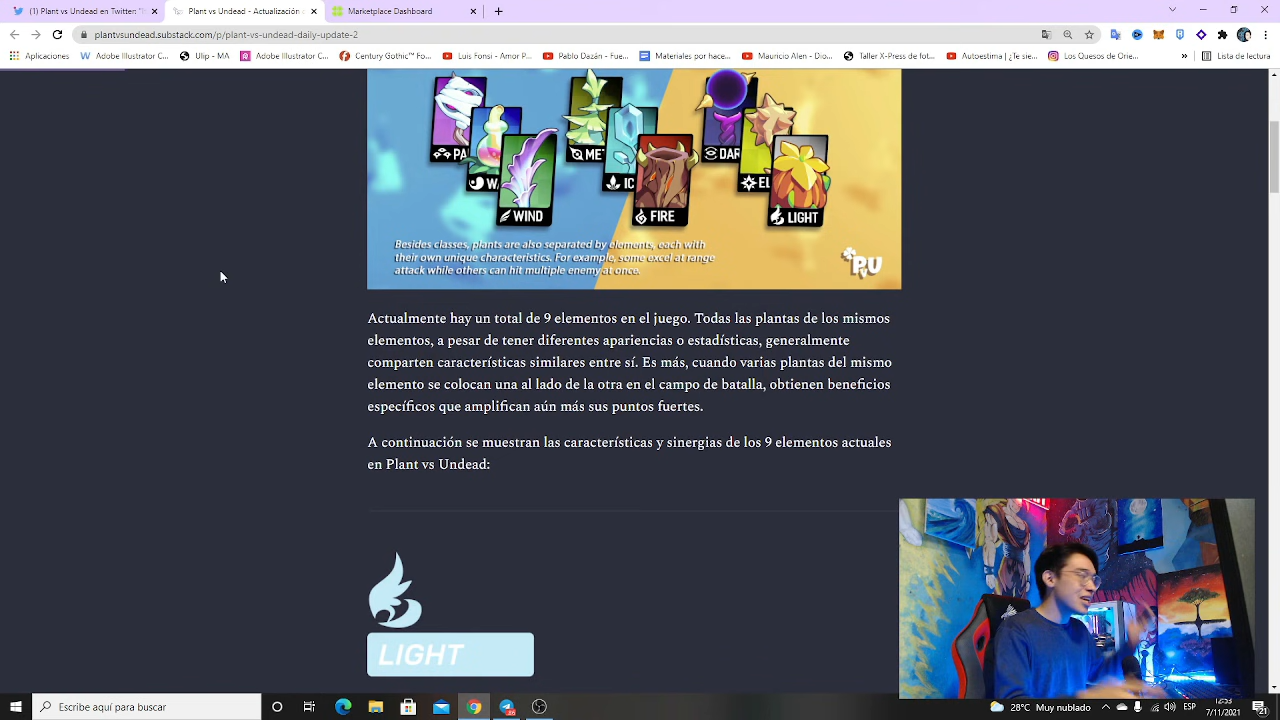 (1) Plant vs Undead en Twitter: "
Plant vs Undead - Actualización
Marketplace Dashboard
plantvsundead.substack.com/p/plant-vs-undead-daily-update-2
Aplicaciones
Adobe Illustrator C...
Ulip - MA
Adobe Illustrator C...
Century Gothic™ Fo...
Luis Fonsi - Amor P...
Pablo Dazán - Fue...
Materiales por hace...
Mauricio Alen - Du...
Taller X-Press de fot...
Autoestima | ¿Te sie...
Los Quesos de Orie...
»
Lista de lectura
PA
ME
DAR
WA
IC
EL
WIND
FIRE
LIGHT
Besides classes, plants are also separated by elements, each with
their own unique characteristics. For example, some excel at range
attack while others can hit multiple enemy at once.
PvU
Actualmente hay un total de 9 elementos en el juego. Todas las plantas de los mismos
elementos, a pesar de tener diferentes apariencias o estadísticas, generalmente
comparten características similares entre sí. Es más, cuando varias plantas del mismo
elemento se colocan una al lado de la otra en el campo de batalla, obtienen beneficios
específicos que amplifican aún más sus puntos fuertes.
A continuación se muestran las características y sinergias de los 9 elementos actuales
en Plant vs Undead:
LIGHT
Escribe aquí para buscar
28°C Muy nublado
ESP
12:53
7/11/2021